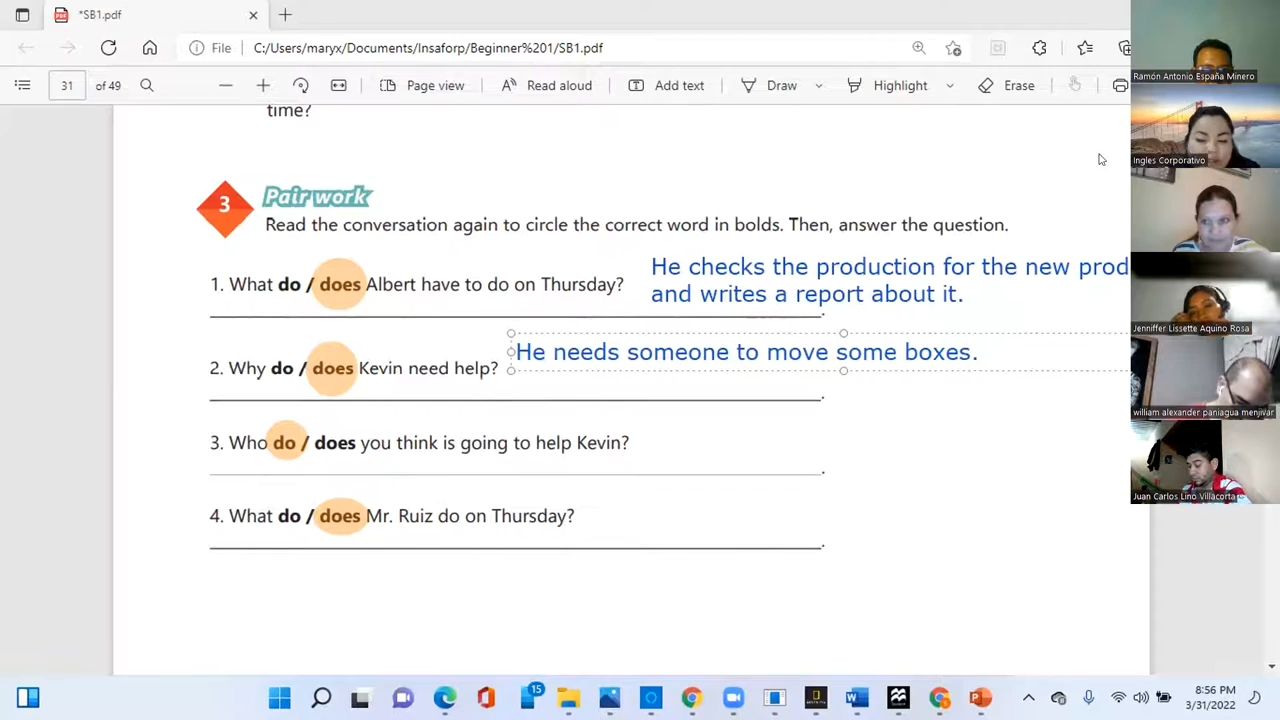 *SB1.pdf
File C:/Users/maryx/Documents/Insaforp/Beginner%201/SB1.pdf
31 of 49 Page view Read aloud Add text Draw Highlight Erase
time?
3 Pair work
Read the conversation again to circle the correct word in bolds. Then, answer the question.
1. What do / does Albert have to do on Thursday?
He checks the production for the new prod
and writes a report about it.
2. Why do / does Kevin need help?
He needs someone to move some boxes.
3. Who do / does you think is going to help Kevin?
4. What do / does Mr. Ruiz do on Thursday?
Ramón Antonio España Minero
Ingles Corporativo
Jenniffer Lissette Aquino Rosa
william alexander paniagua menjivar
Juan Carlos Lino Villacorta
15
8:56 PM
3/31/2022